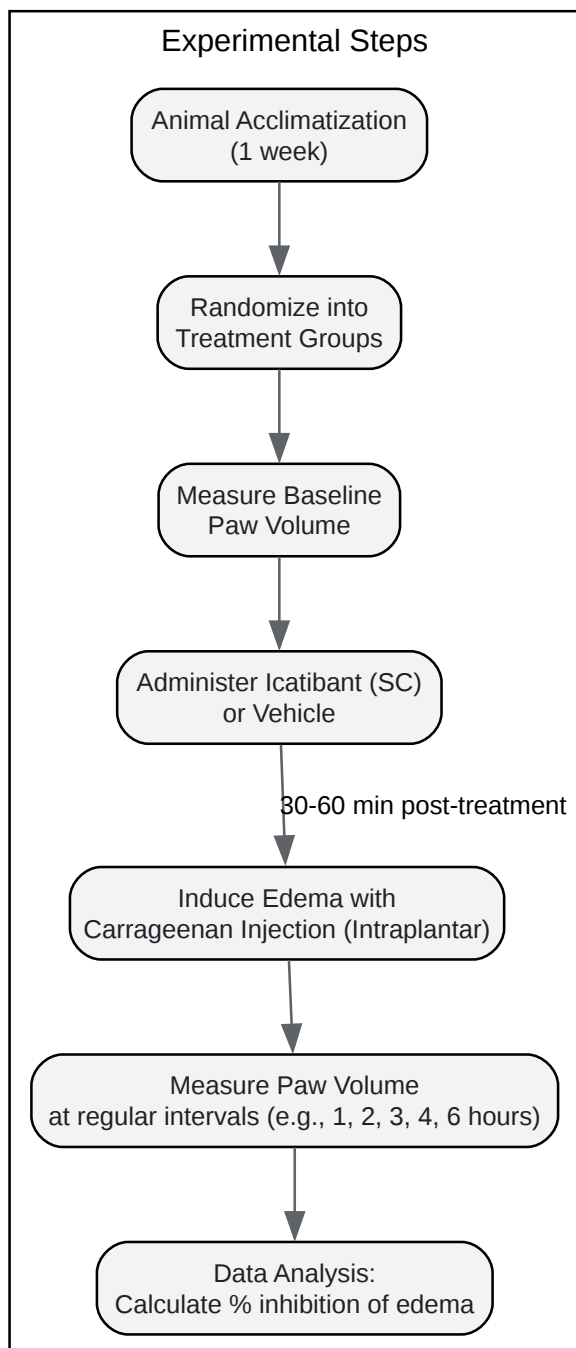 Experimental Steps
Animal Acclimatization
(1 week)
Randomize into
Treatment Groups
Measure Baseline
Paw Volume
Administer Icatibant (SC)
or Vehicle
30-60 min post-treatment
Induce Edema with
Carrageenan Injection (Intraplantar)
Measure Paw Volume
at regular intervals (e.g., 1, 2, 3, 4, 6 hours)
Data Analysis:
Calculate % inhibition of edema